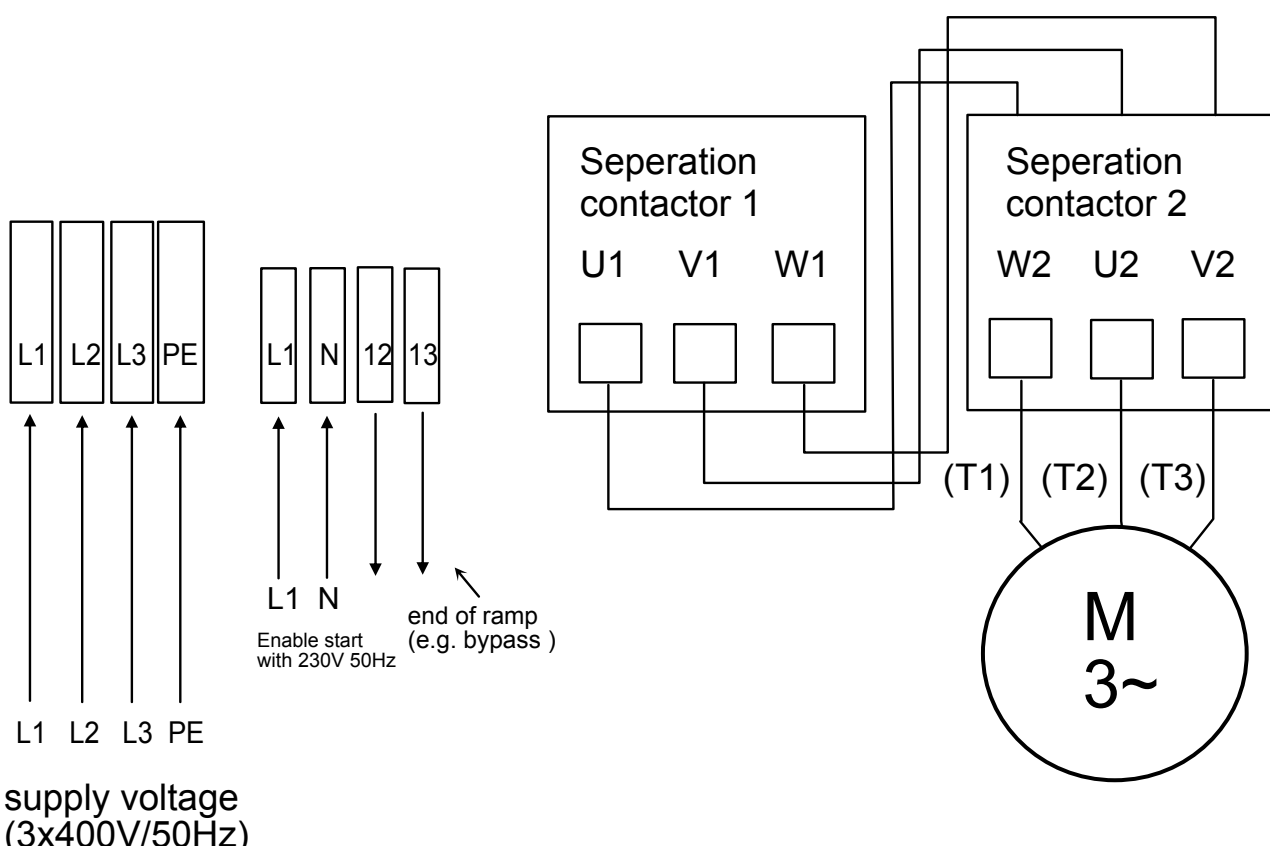 Seperation
contactor 1
U1 V1 W1
Seperation
contactor 2
W2 U2 V2
L1 L2 L3 PE
L1 N 12 13
(T1) (T2) (T3)
L1 N
Enable start
with 230V 50Hz
end of ramp
(e.g. bypass )
M
3~
L1 L2 L3 PE
supply voltage
(3x400V/50Hz)